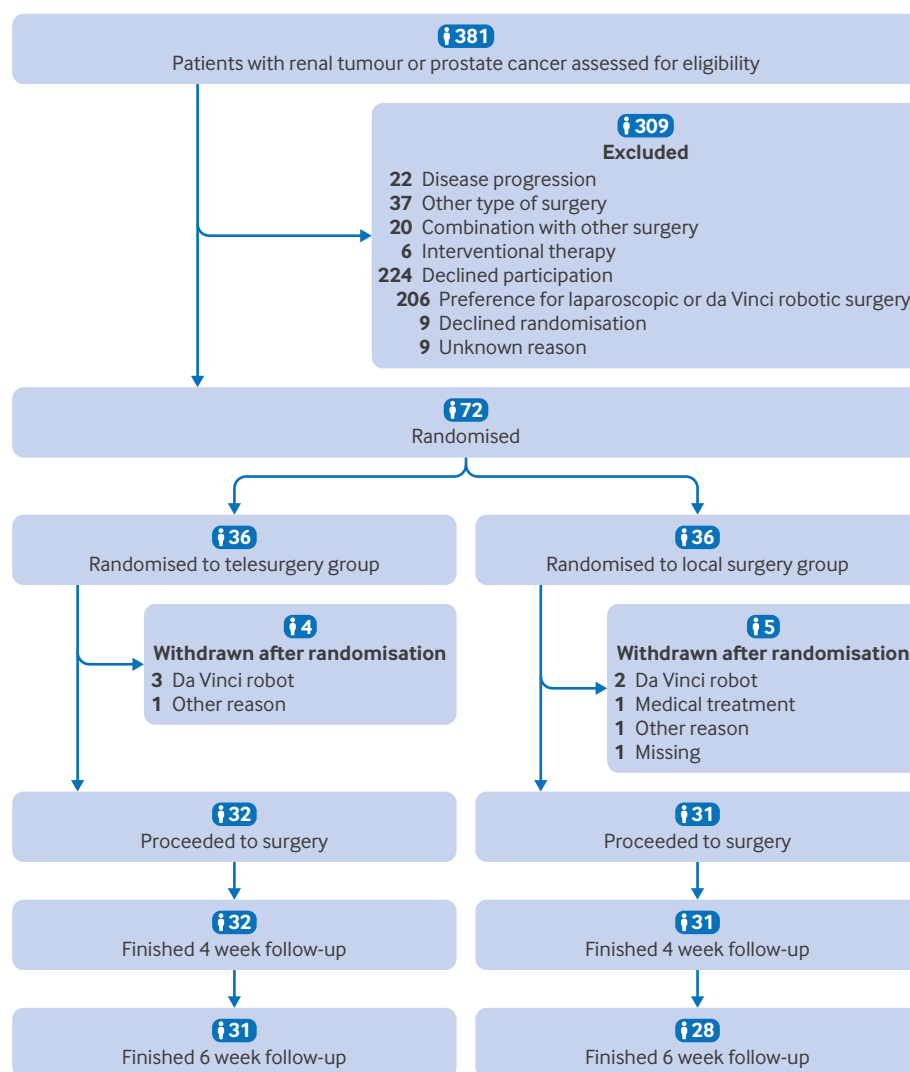 381
Patients with renal tumour or prostate cancer assessed for eligibility
309
Excluded
22 Disease progression
37 Other type of surgery
20 Combination with other surgery
6 Interventional therapy
224 Declined participation
206 Preference for laparoscopic or da Vinci robotic surgery
9 Declined randomisation
9 Unknown reason
72
Randomised
36
Randomised to telesurgery group
4
Withdrawn after randomisation
3 Da Vinci robot
1 Other reason
32
Proceeded to surgery
32
Finished 4 week follow-up
31
Finished 6 week follow-up
36
Randomised to local surgery group
5
Withdrawn after randomisation
2 Da Vinci robot
1 Medical treatment
1 Other reason
1 Missing
31
Proceeded to surgery
31
Finished 4 week follow-up
28
Finished 6 week follow-up